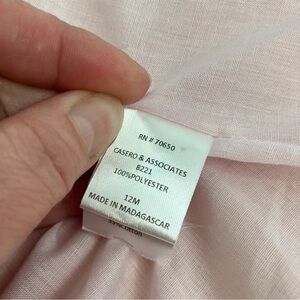 RN # 70650
CASERO & ASSOCIATES
8221
100%POLYESTER
12M
MADE IN MADAGASCAR